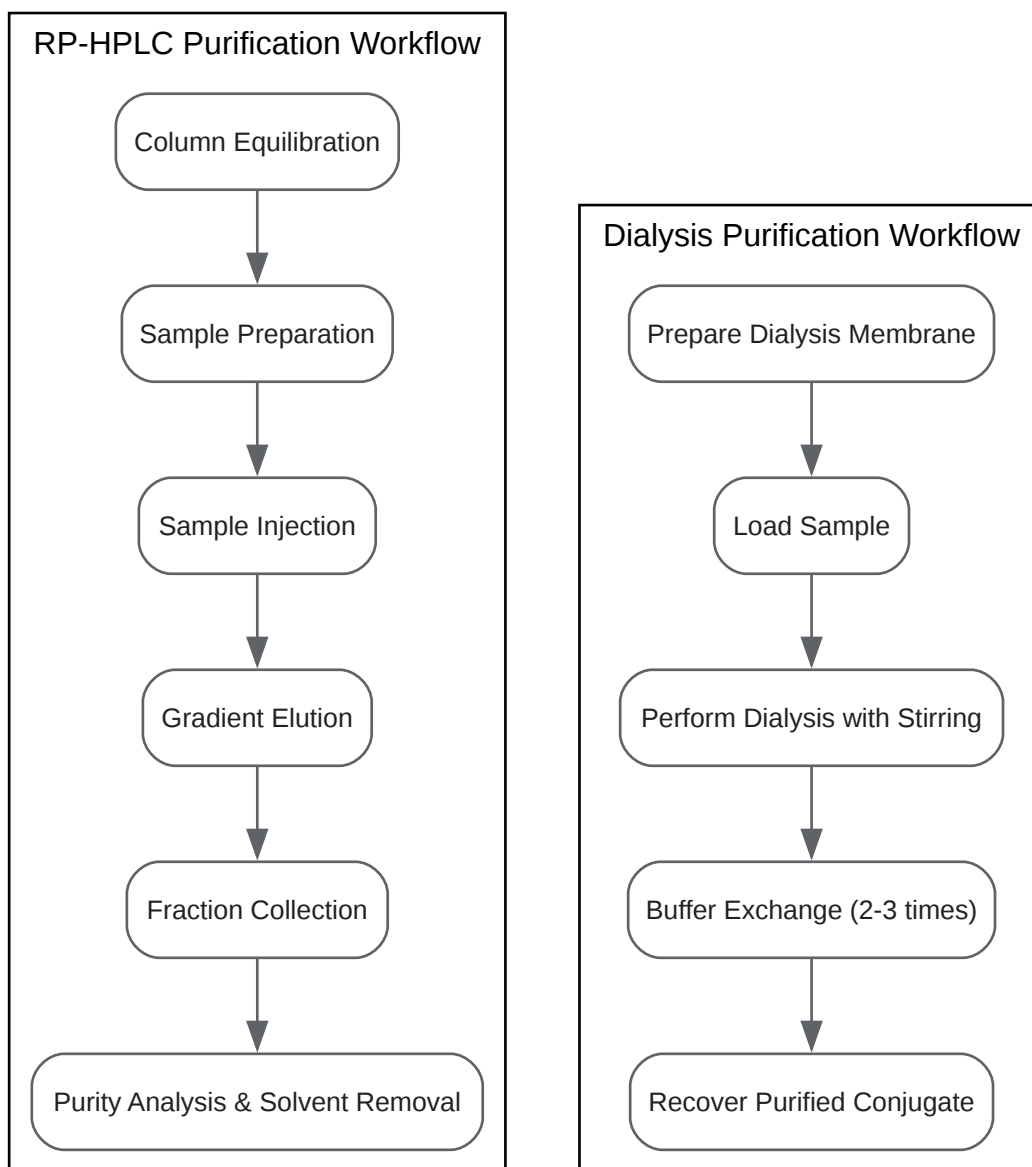 RP-HPLC Purification Workflow
Column Equilibration
Sample Preparation
Sample Injection
Gradient Elution
Fraction Collection
Purity Analysis & Solvent Removal
Dialysis Purification Workflow
Prepare Dialysis Membrane
Load Sample
Perform Dialysis with Stirring
Buffer Exchange (2-3 times)
Recover Purified Conjugate